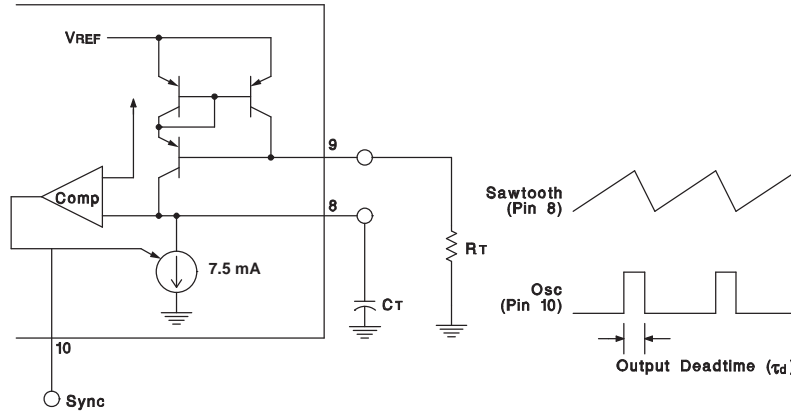 VREF
9
Comp
8
7.5 mA
10
Sync
RT
CT
Sawtooth
(Pin 8)
Osc
(Pin 10)
Output Deadtime (τd)